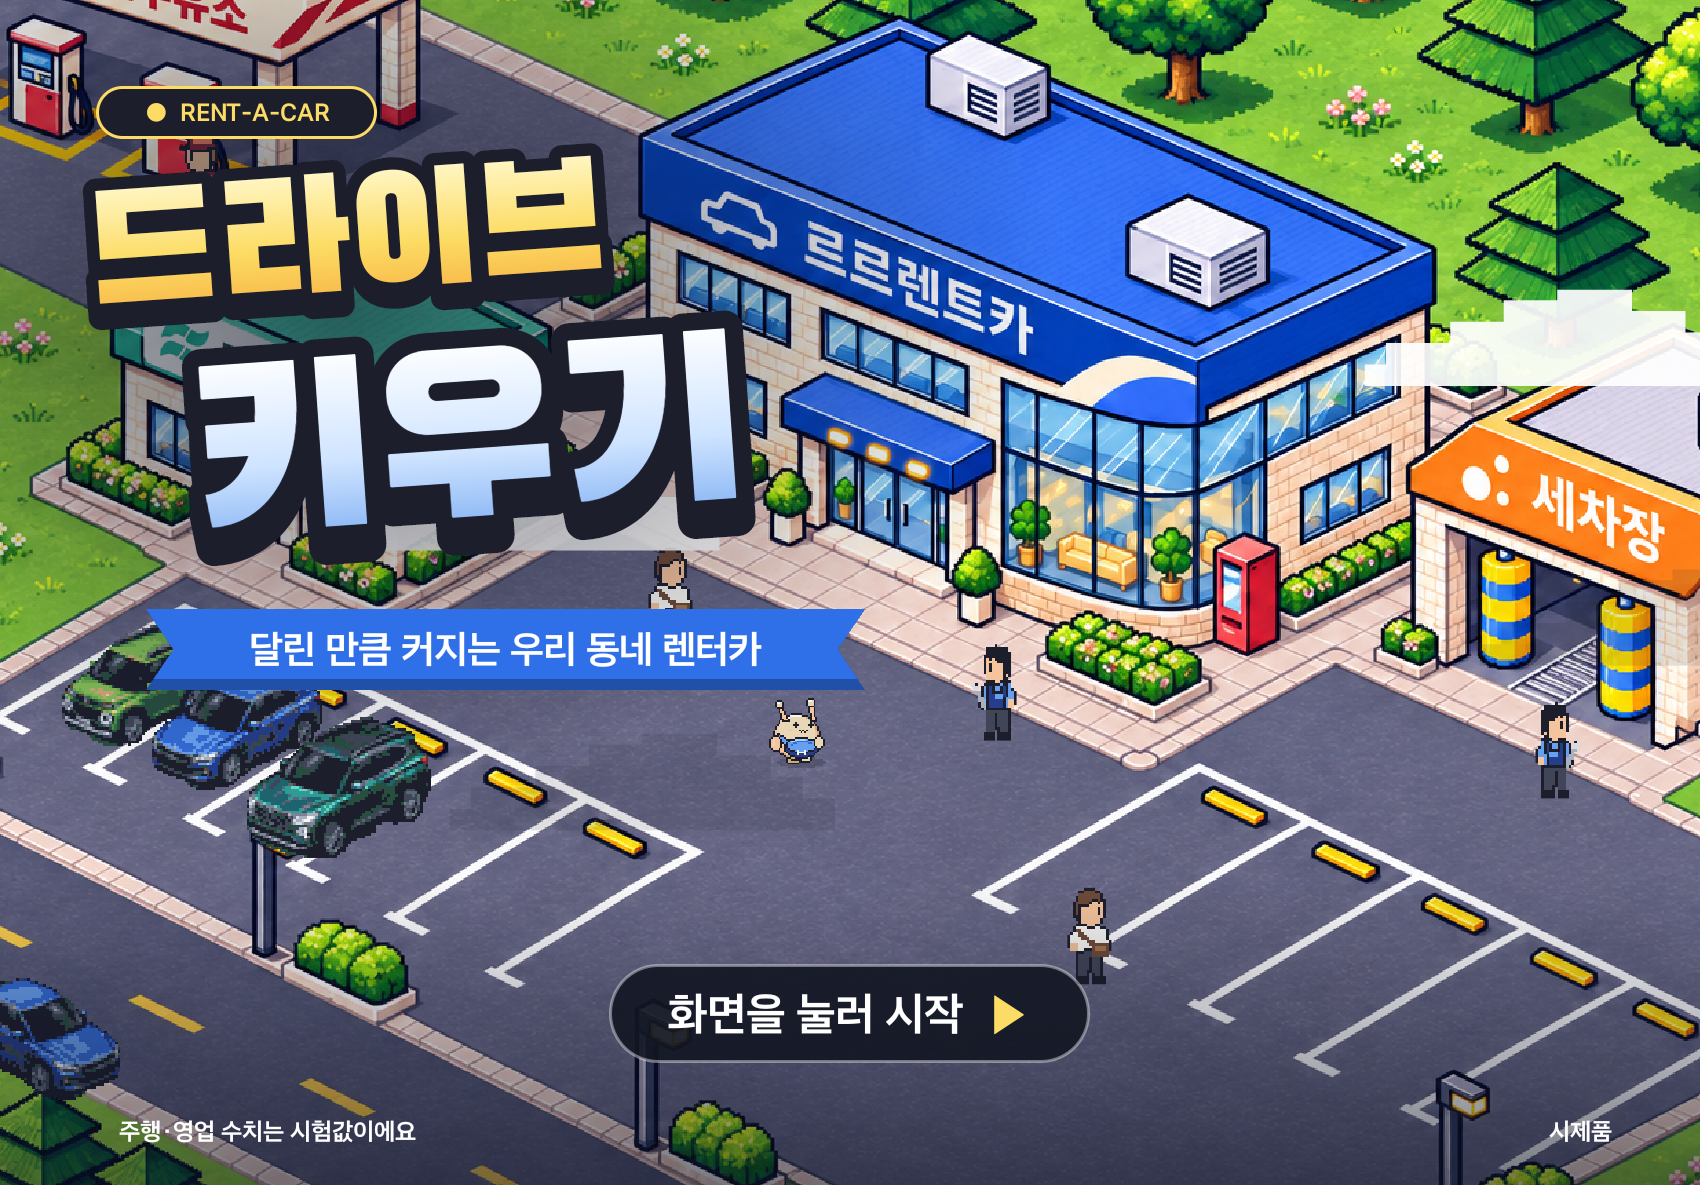 RENT-A-CAR
드라이브
키우기
르르렌트카
세차장
달린 만큼 커지는 우리 동네 렌터카
화면을 눌러 시작
주행·영업 수치는 시험값이에요
시제품